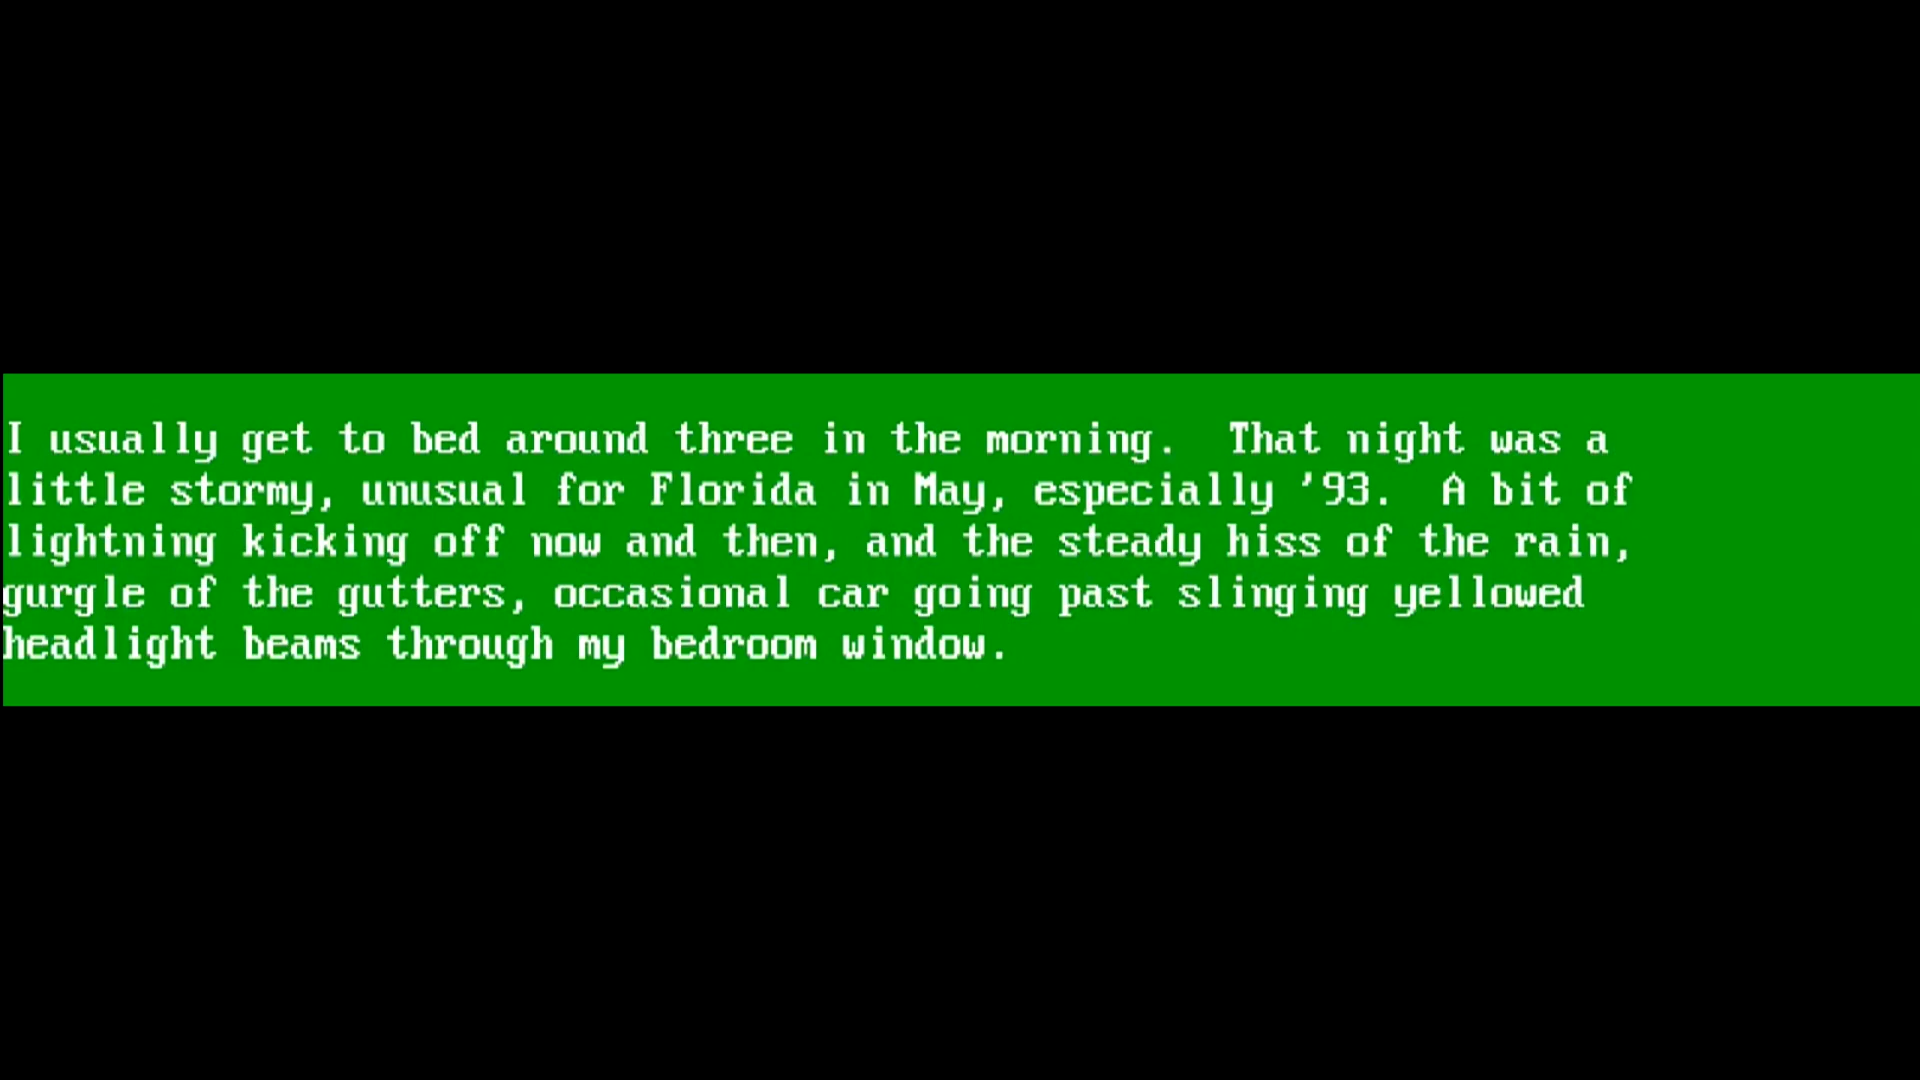 I usually get to bed around three in the morning.  That night was a
little stormy, unusual for Florida in May, especially '93.  A bit of
lightning kicking off now and then, and the steady hiss of the rain,
gurgle of the gutters, occasional car going past slinging yellowed
headlight beams through my bedroom window.